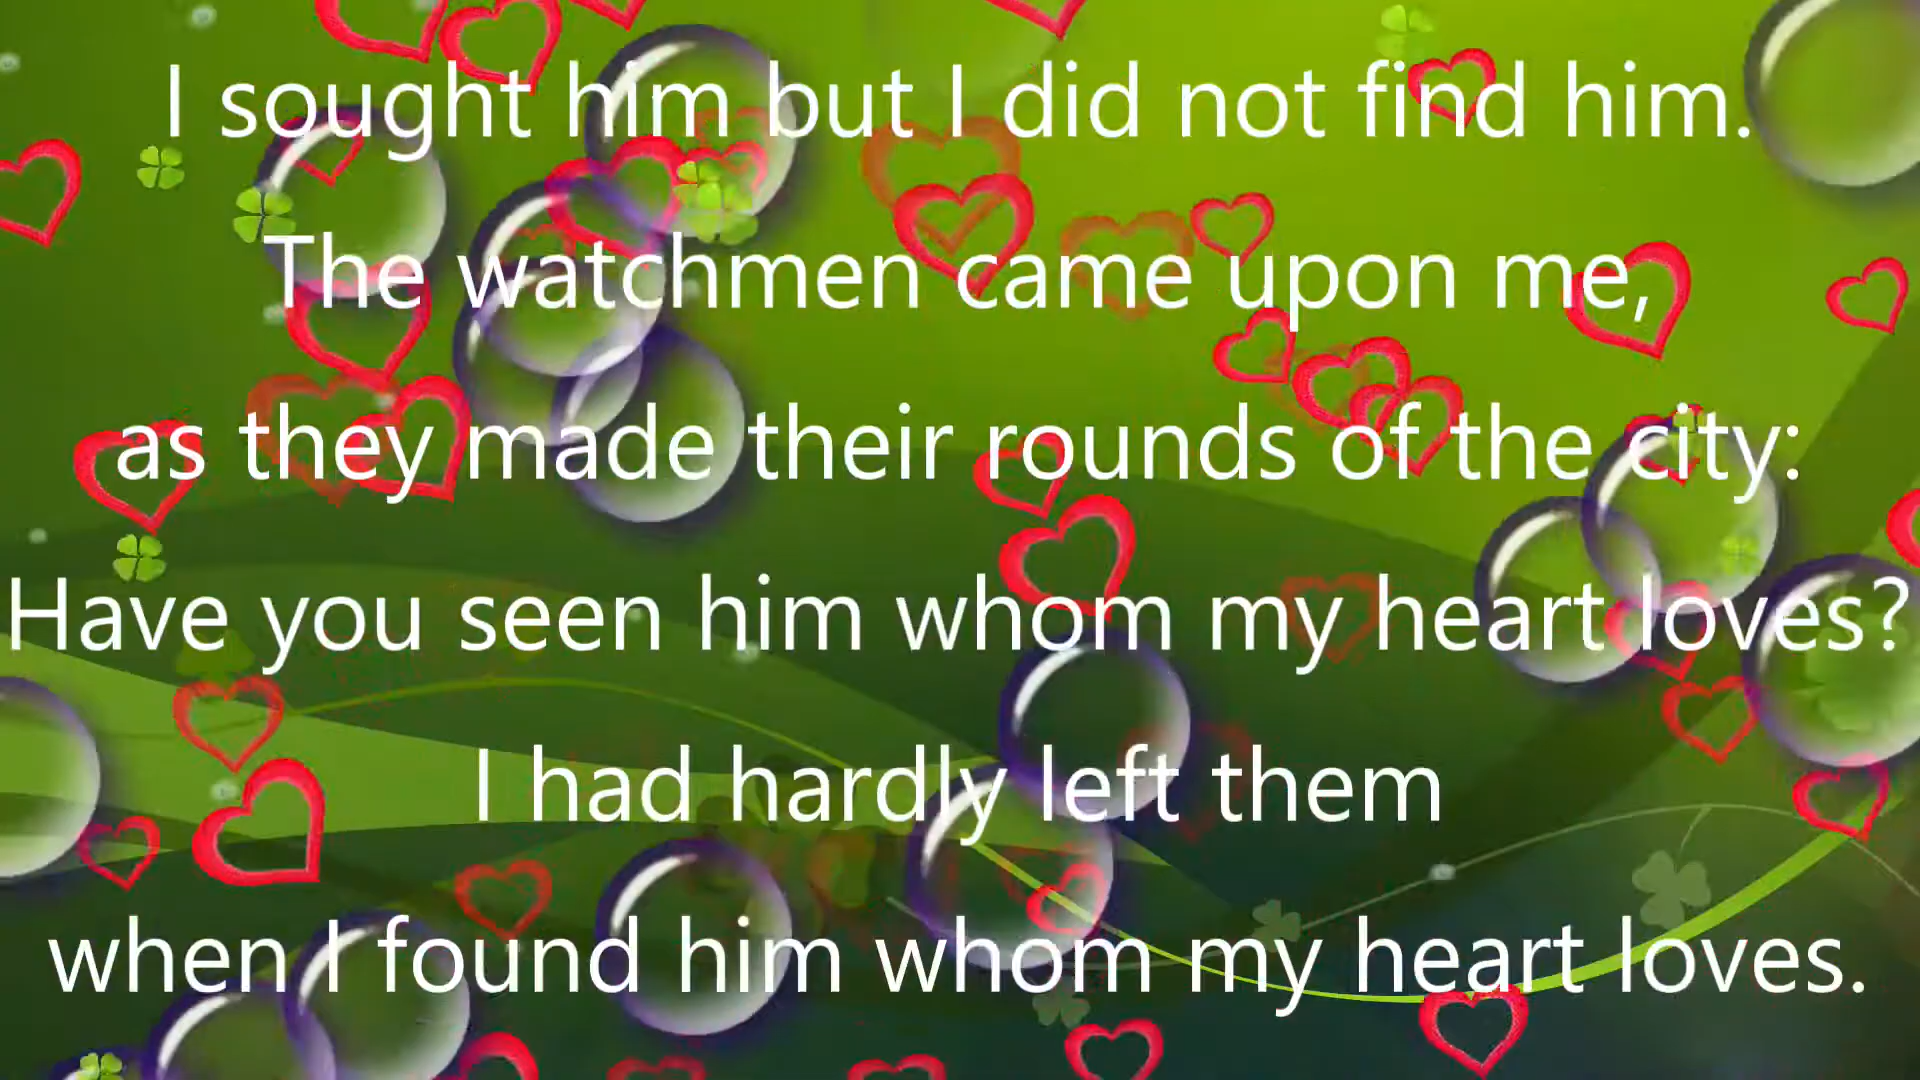 I sought him but I did not find him.
The watchmen came upon me,
as they made their rounds of the city:
Have you seen him whom my heart loves?
I had hardly left them
when I found him whom my heart loves.